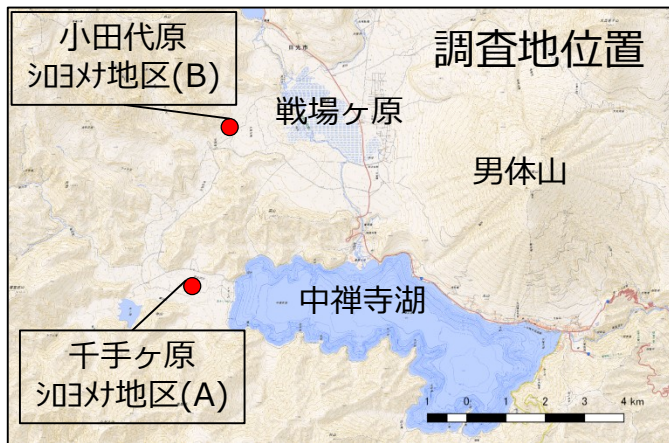 小田代原
ｼﾛﾖﾒﾅ地区(B)
調査地位置
戦場ヶ原
男体山
中禅寺湖
千手ヶ原
ｼﾛﾖﾒﾅ地区(A)
1 0 1 2 3 4 km